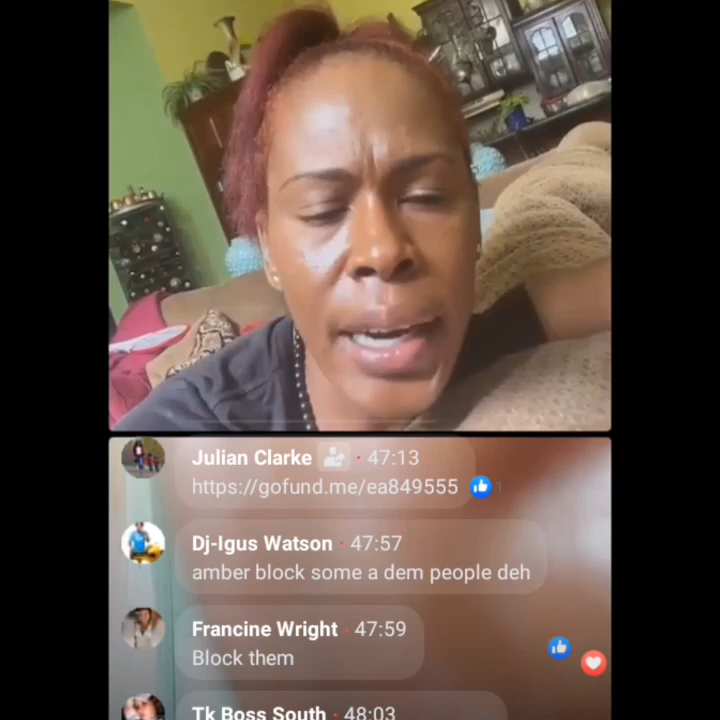 Julian Clarke · 47:13
https://gofund.me/ea849555 1
Dj-Igus Watson · 47:57
amber block some a dem people deh
Francine Wright · 47:59
Block them
Tk Boss South · 48:03